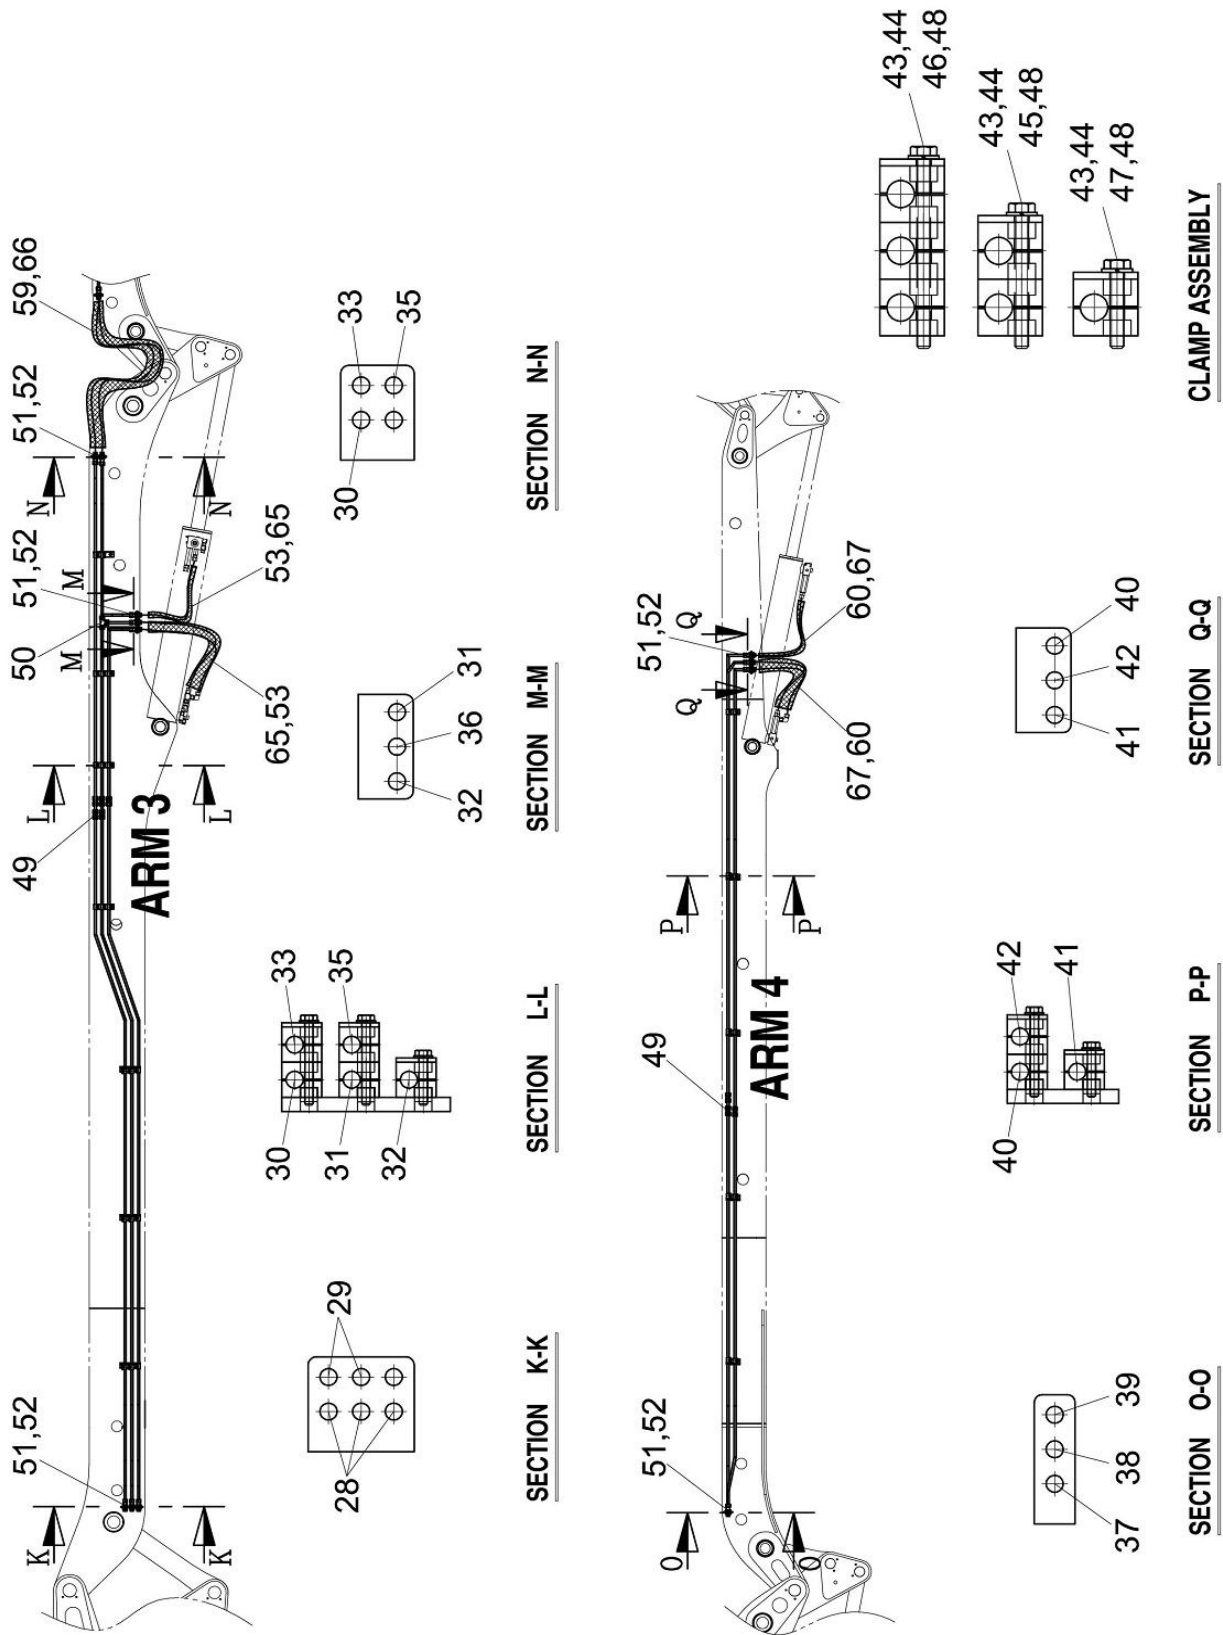 K
K
51,52
49
L
L
50
M
M
51,52
N
N
51,52
59,66
65,53
53,65
ARM 3
28
29
SECTION K-K
30
33
31
35
32
SECTION L-L
32
36
31
SECTION M-M
30
33
35
SECTION N-N
O
O
51,52
49
ARM 4
P
P
Q
Q
51,52
67,60
60,67
37
38
39
SECTION O-O
40
42
41
SECTION P-P
41
42
40
SECTION Q-Q
43,44
46,48
43,44
45,48
43,44
47,48
CLAMP ASSEMBLY